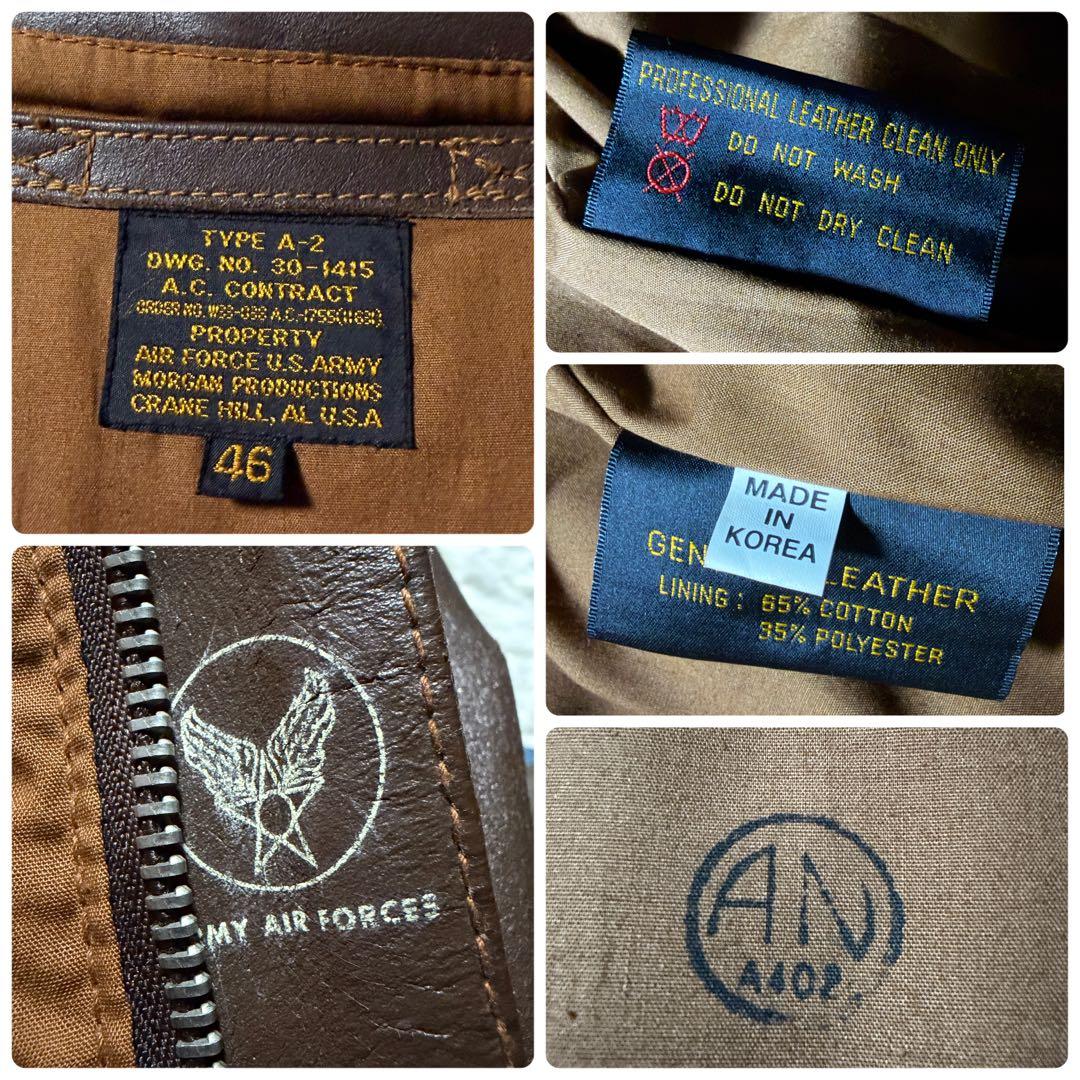 TYPE A-2
DWG. NO. 30-1415
A.C. CONTRACT
PROPERTY
AIR FORCE U.S.ARMY
MORGAN PRODUCTIONS
CRANE HILL, AL U.S.A
46
PROFESSIONAL LEATHER CLEAN ONLY
DO NOT WASH
DO NOT DRY CLEAN
MADE
IN
KOREA
GEN LEATHER
LINING : 65% COTTON
35% POLYESTER
MY AIR FORCES
AN
A402